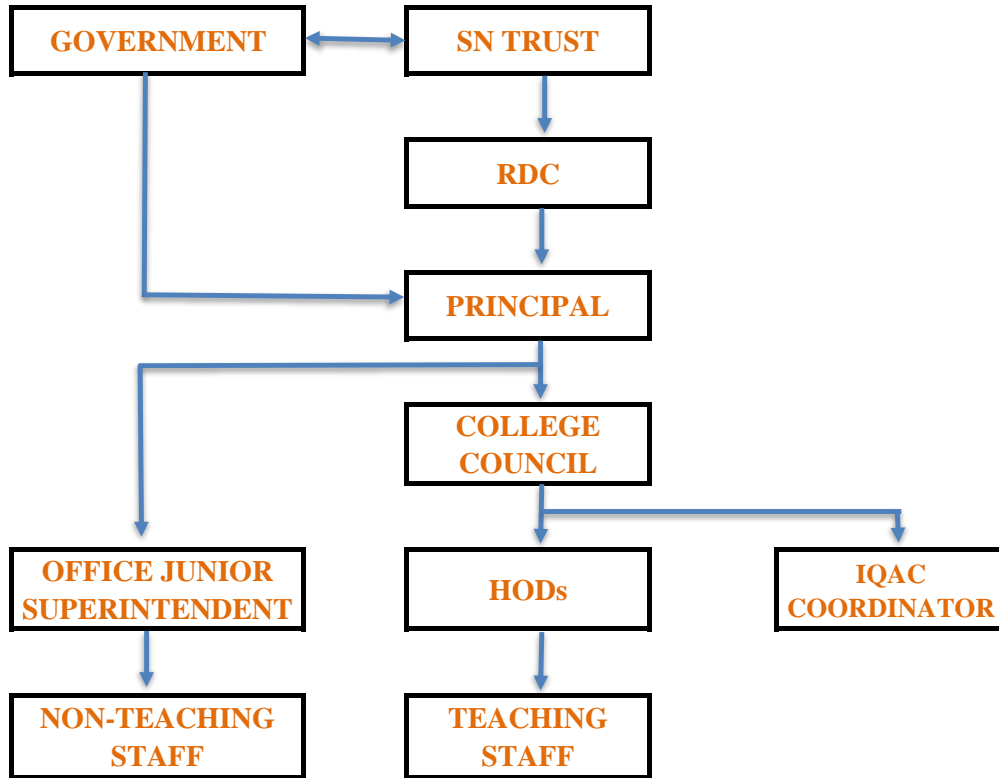 GOVERNMENT
SN TRUST
RDC
PRINCIPAL
COLLEGE
COUNCIL
OFFICE JUNIOR
SUPERINTENDENT
HODs
IQAC
COORDINATOR
NON-TEACHING
STAFF
TEACHING
STAFF